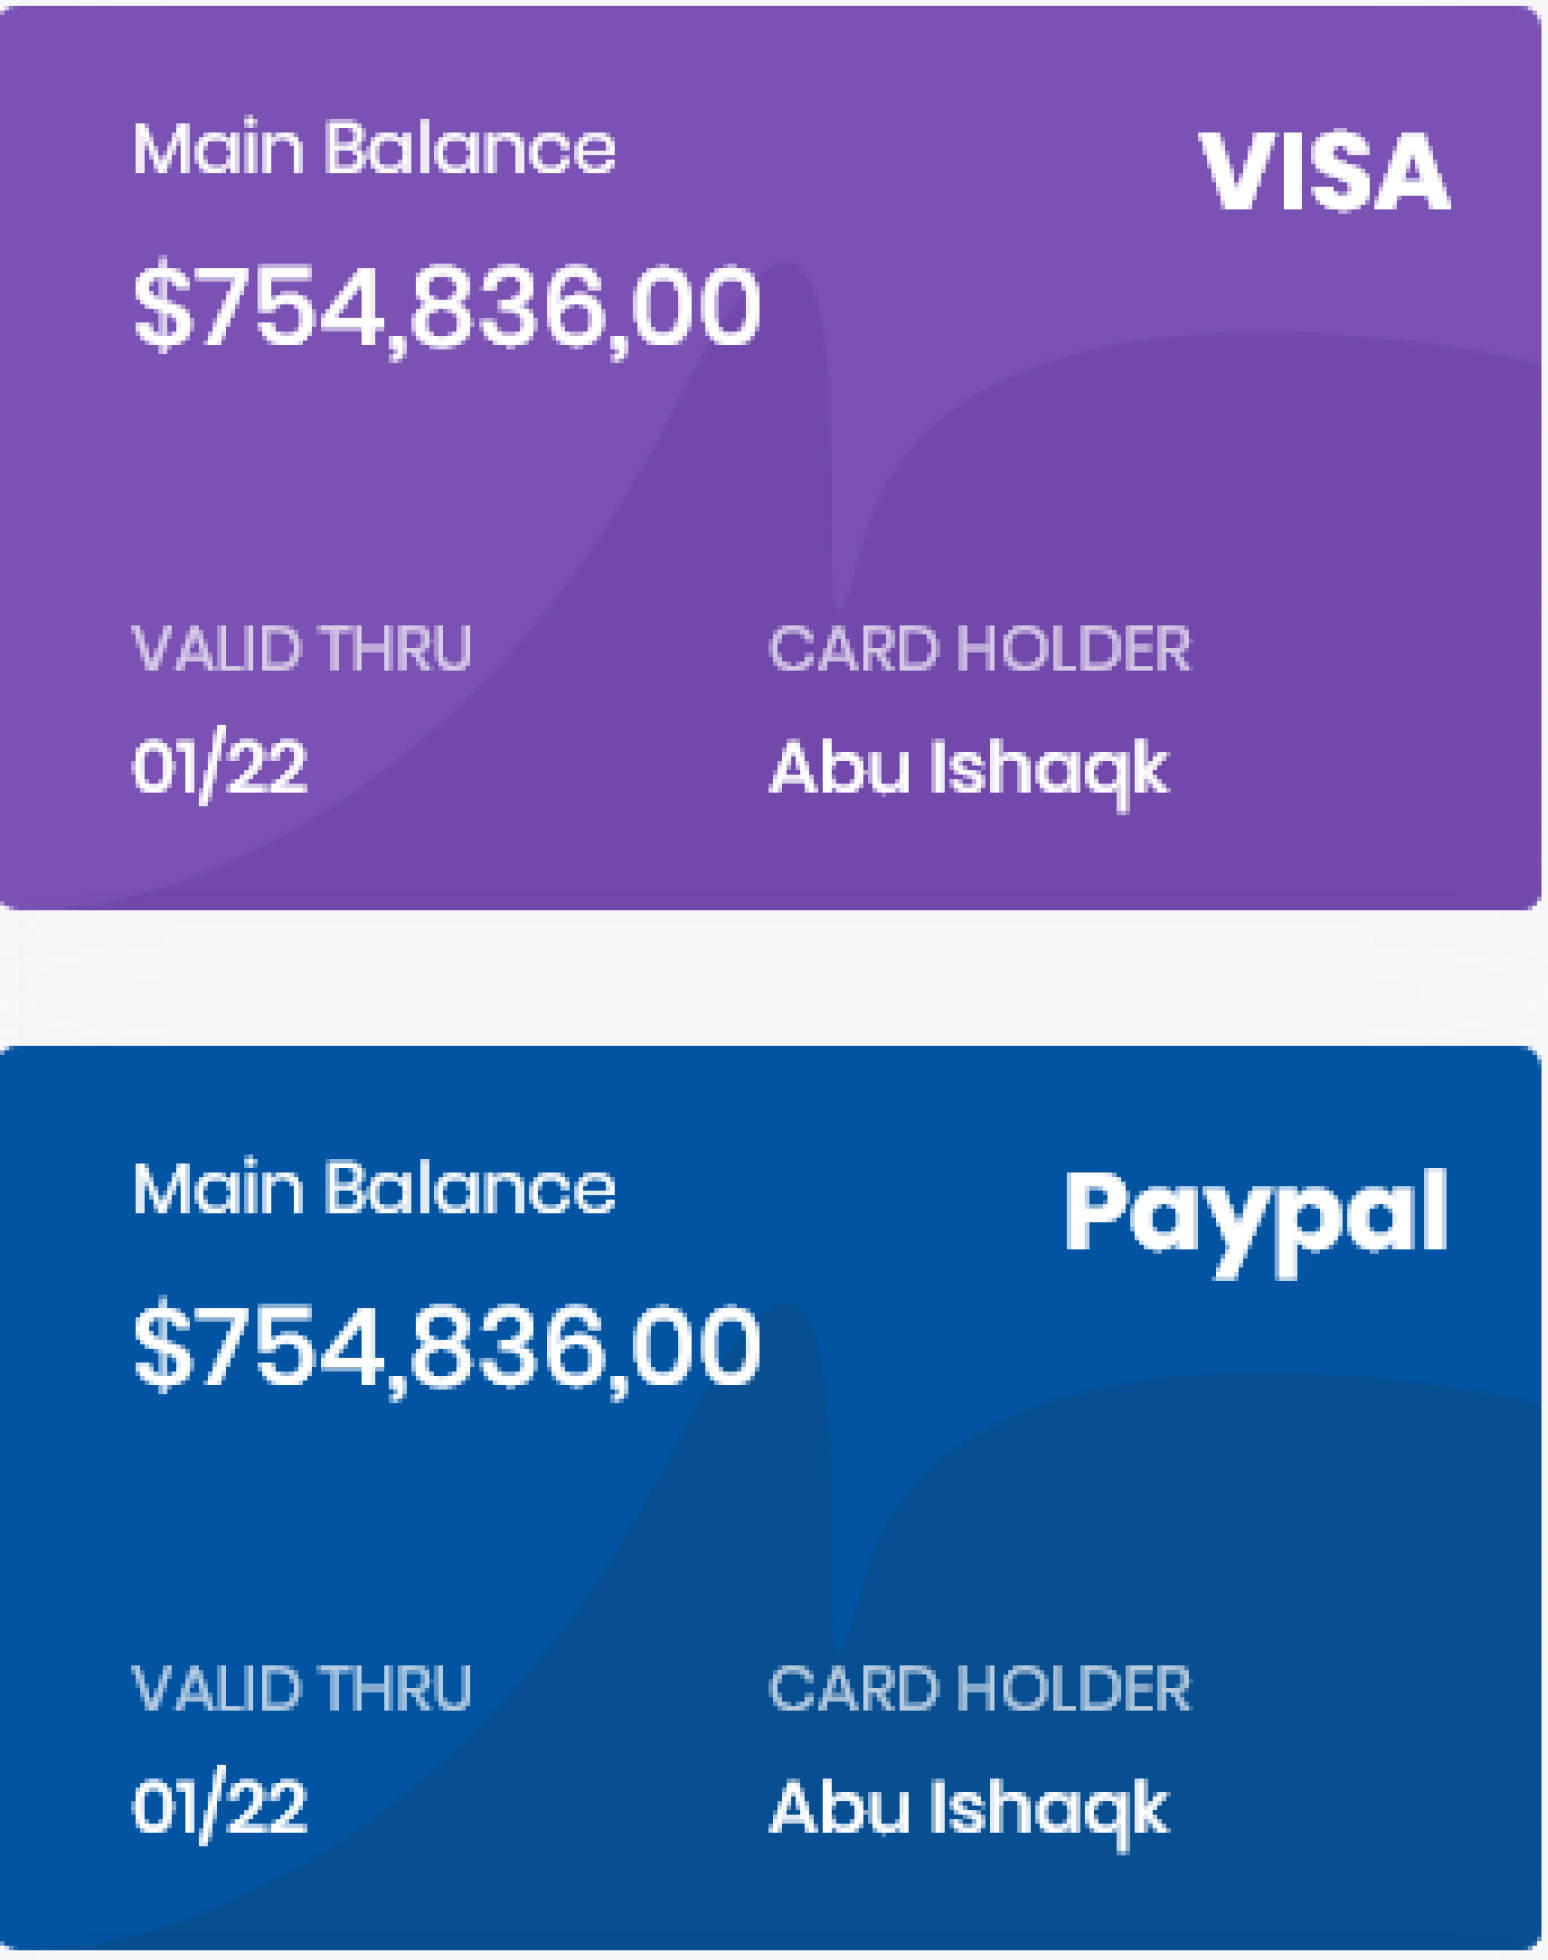 Main Balance
VISA
$754,836,00
VALID THRU
CARD HOLDER
01/22
Abu Ishaqk
Main Balance
Paypal
$754,836,00
VALID THRU
CARD HOLDER
01/22
Abu Ishaqk